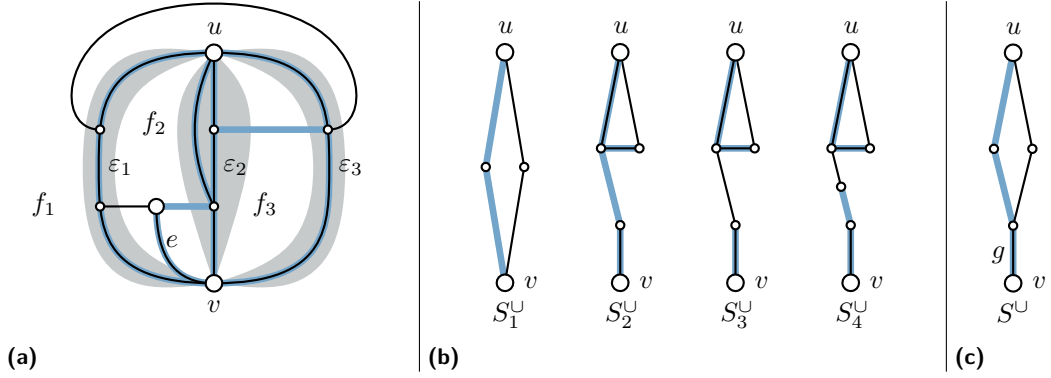 u
f₂
ε₁
ε₂
ε₃
f₁
f₃
e
v
(a)
u
u
u
u
v
v
v
v
S₁^∪
S₂^∪
S₃^∪
S₄^∪
(b)
u
g
v
S^∪
(c)